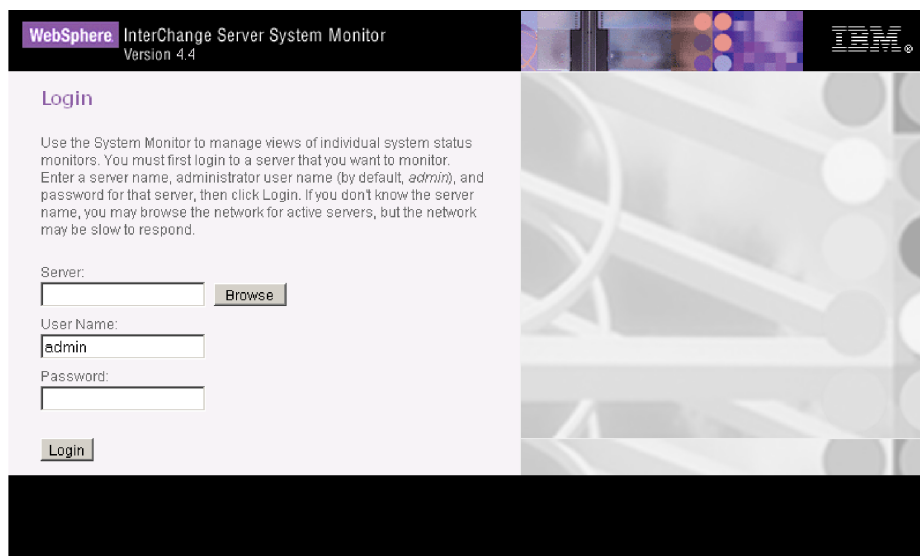 WebSphere. InterChange Server System Monitor
Version 4.4
IBM®
Login
Use the System Monitor to manage views of individual system status
monitors. You must first login to a server that you want to monitor.
Enter a server name, administrator user name (by default, admin), and
password for that server, then click Login. If you don't know the server
name, you may browse the network for active servers, but the network
may be slow to respond.
Server:
Browse
User Name:
admin
Password:
Login